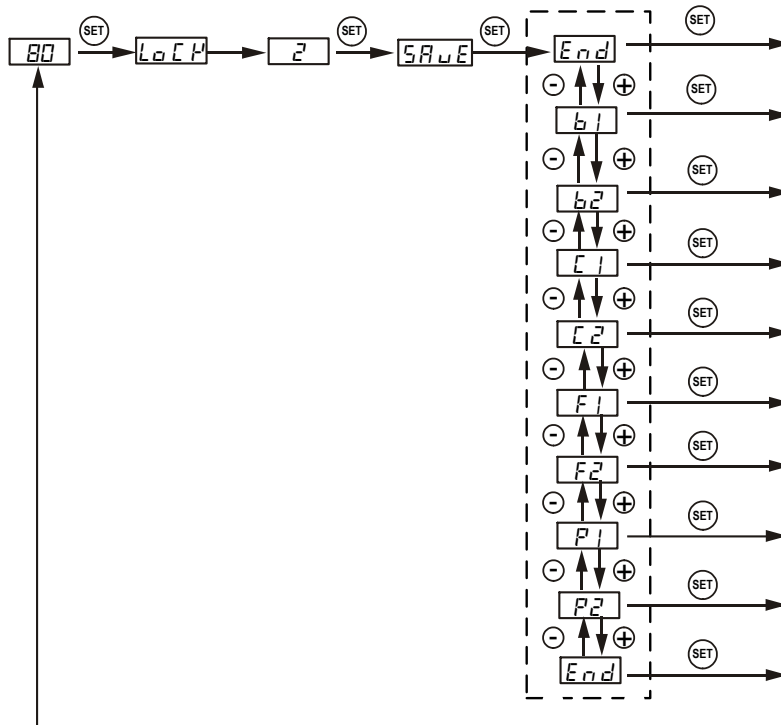 SET SET SET SET
80 LoCK 2 SAvE End
- + SET
b1
- + SET
b2
- + SET
C1
- + SET
C2
- + SET
F1
- + SET
F2
- + SET
P1
- + SET
P2
- + SET
End